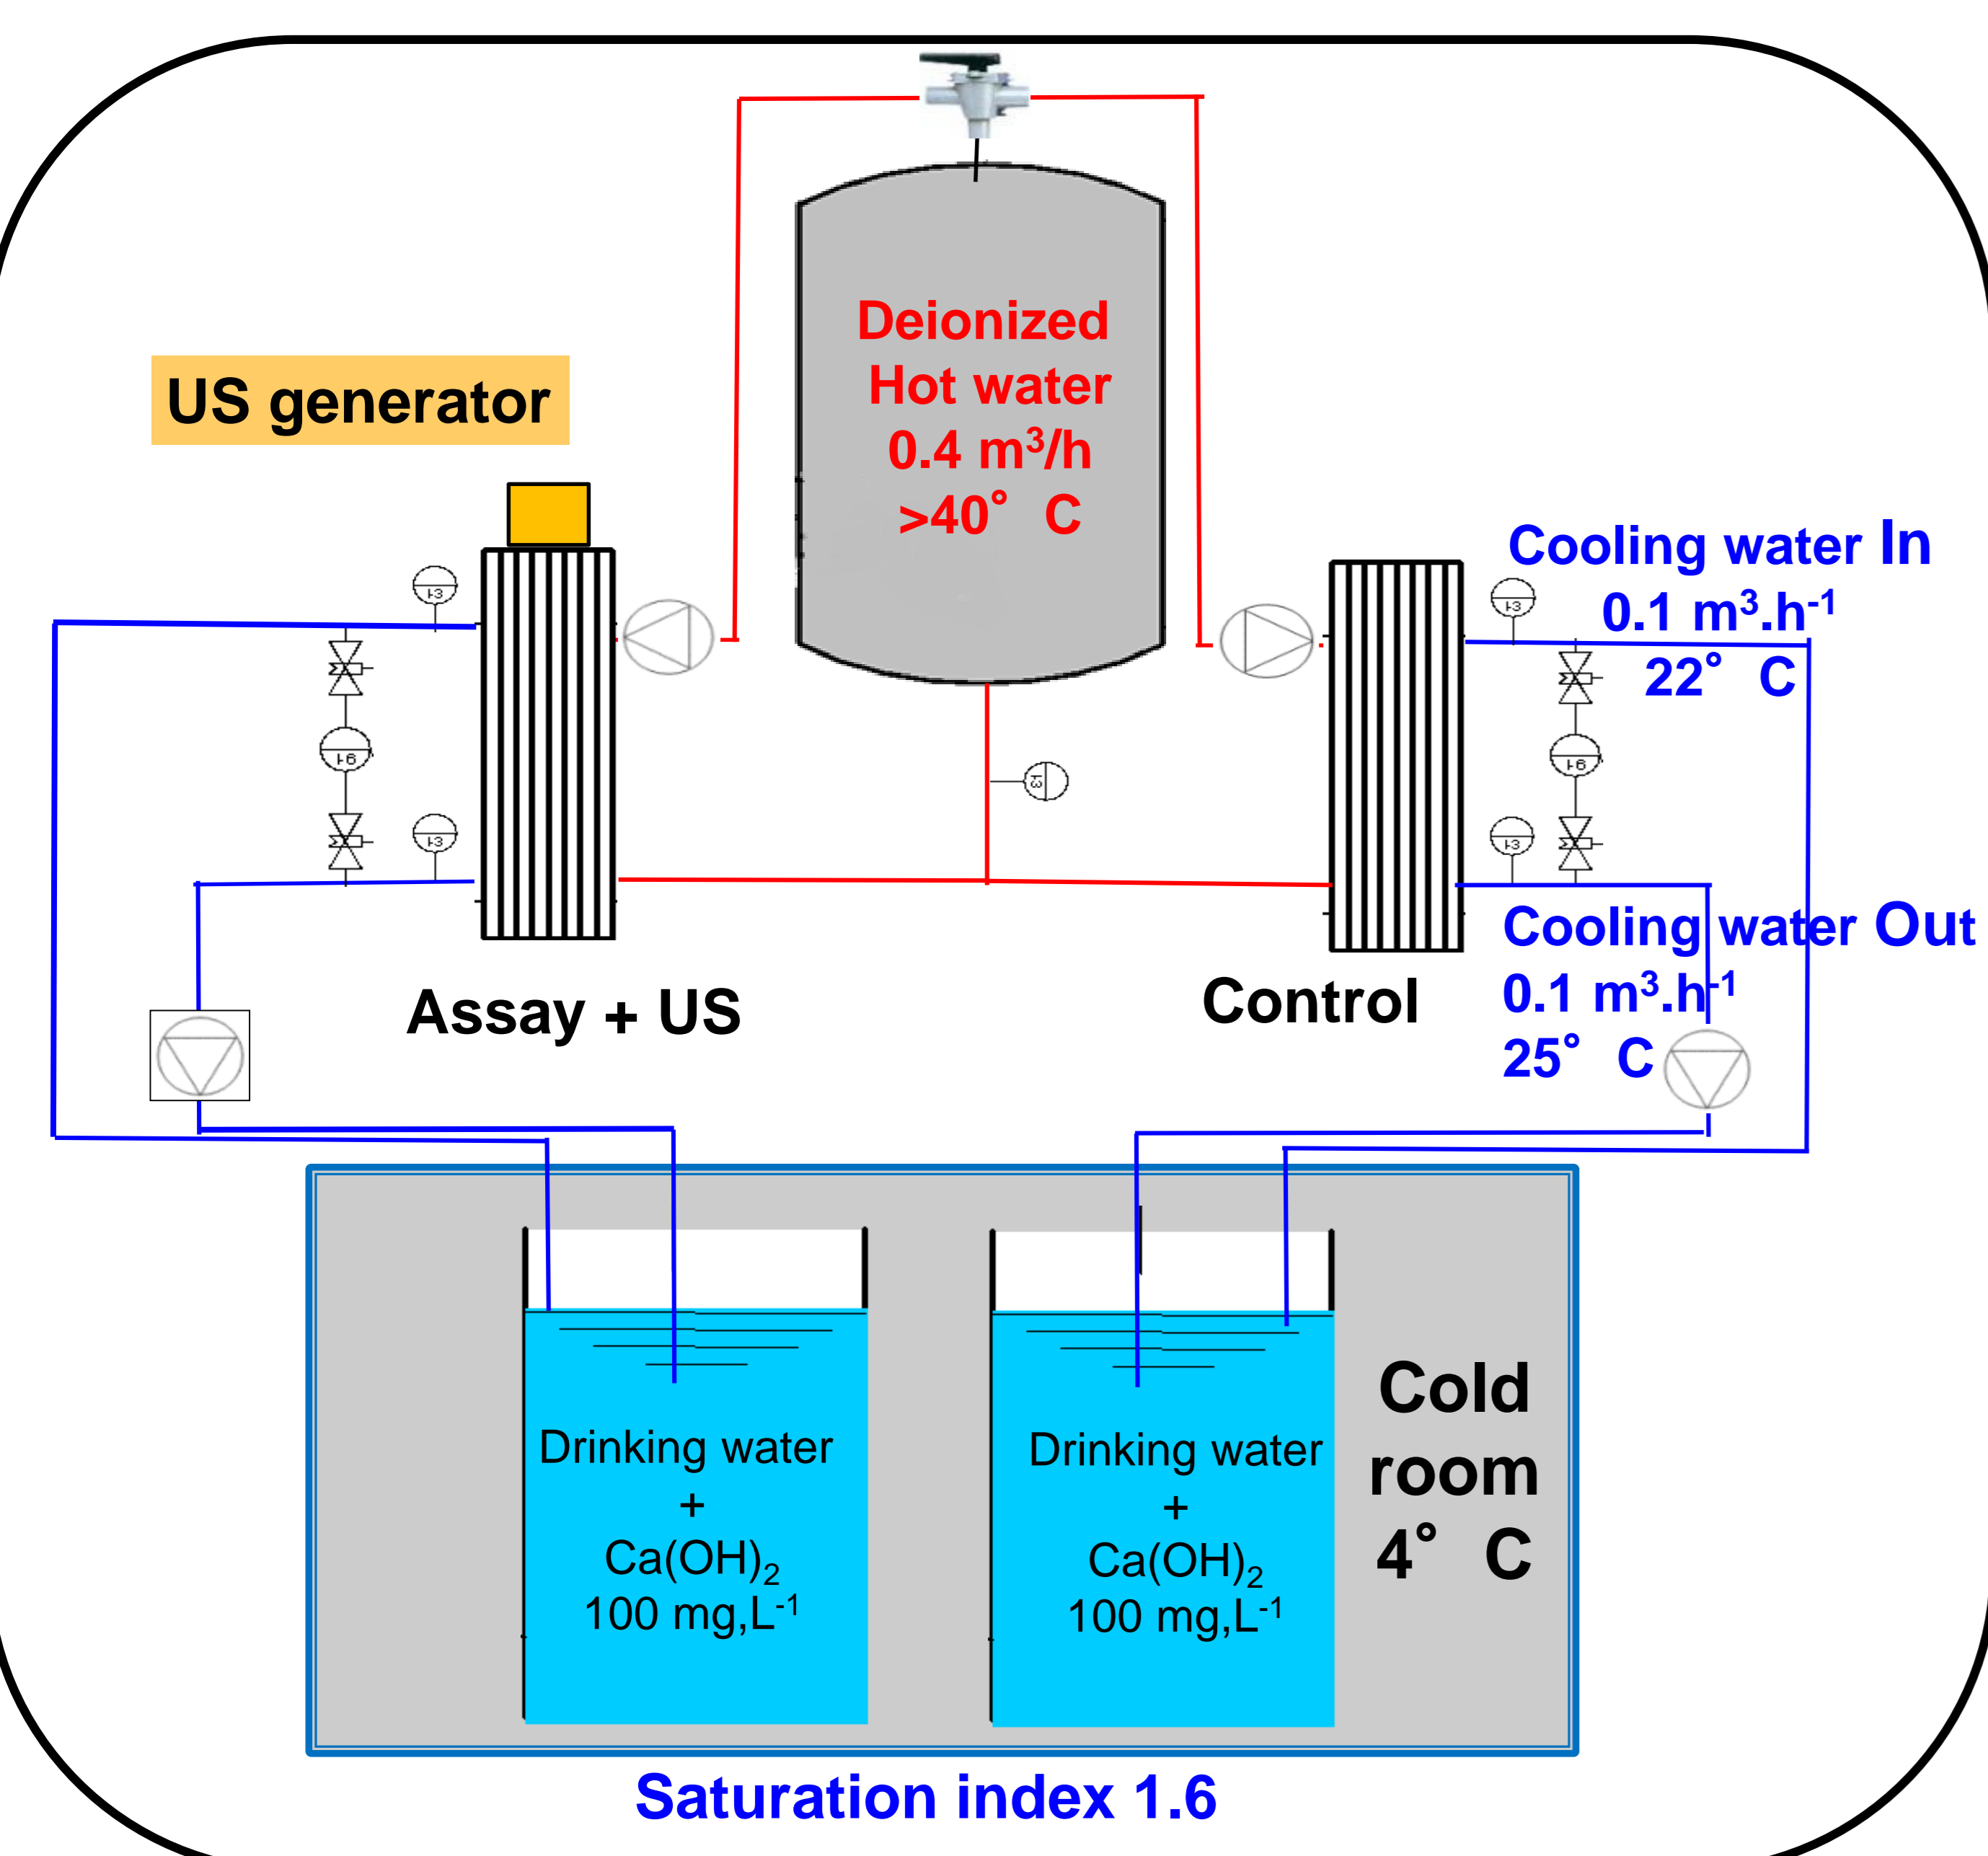 Deionized
Hot water
0.4 m³/h
>40° C
US generator
Cooling water In
0.1 m³.h⁻¹
22° C
Cooling water Out
0.1 m³.h⁻¹
25° C
Assay + US
Control
Drinking water
+
Ca(OH)₂
100 mg,L⁻¹
Drinking water
+
Ca(OH)₂
100 mg,L⁻¹
Cold
room
4° C
Saturation index 1.6